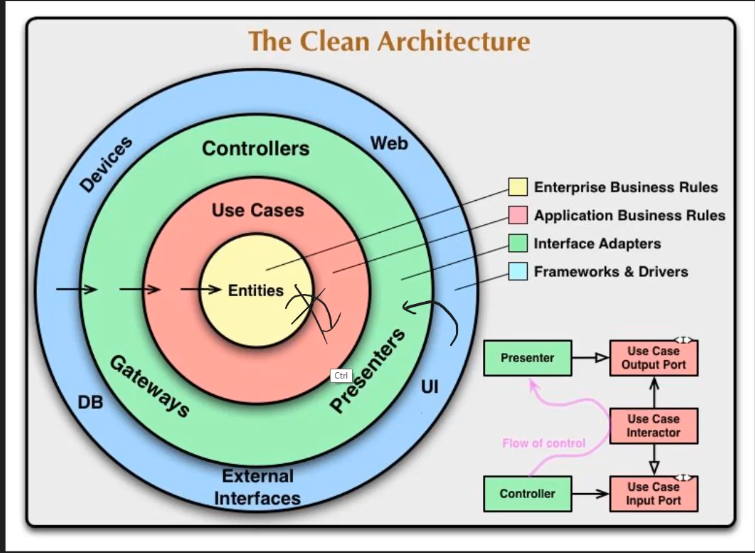 The Clean Architecture
Devices
Web
Controllers
Use Cases
Entities
Gateways
Presenters
DB
UI
External
Interfaces
Ctrl
Enterprise Business Rules
Application Business Rules
Interface Adapters
Frameworks & Drivers
Presenter
Use Case
Output Port
<I>
Flow of control
Use Case
Interactor
Controller
Use Case
Input Port
<I>